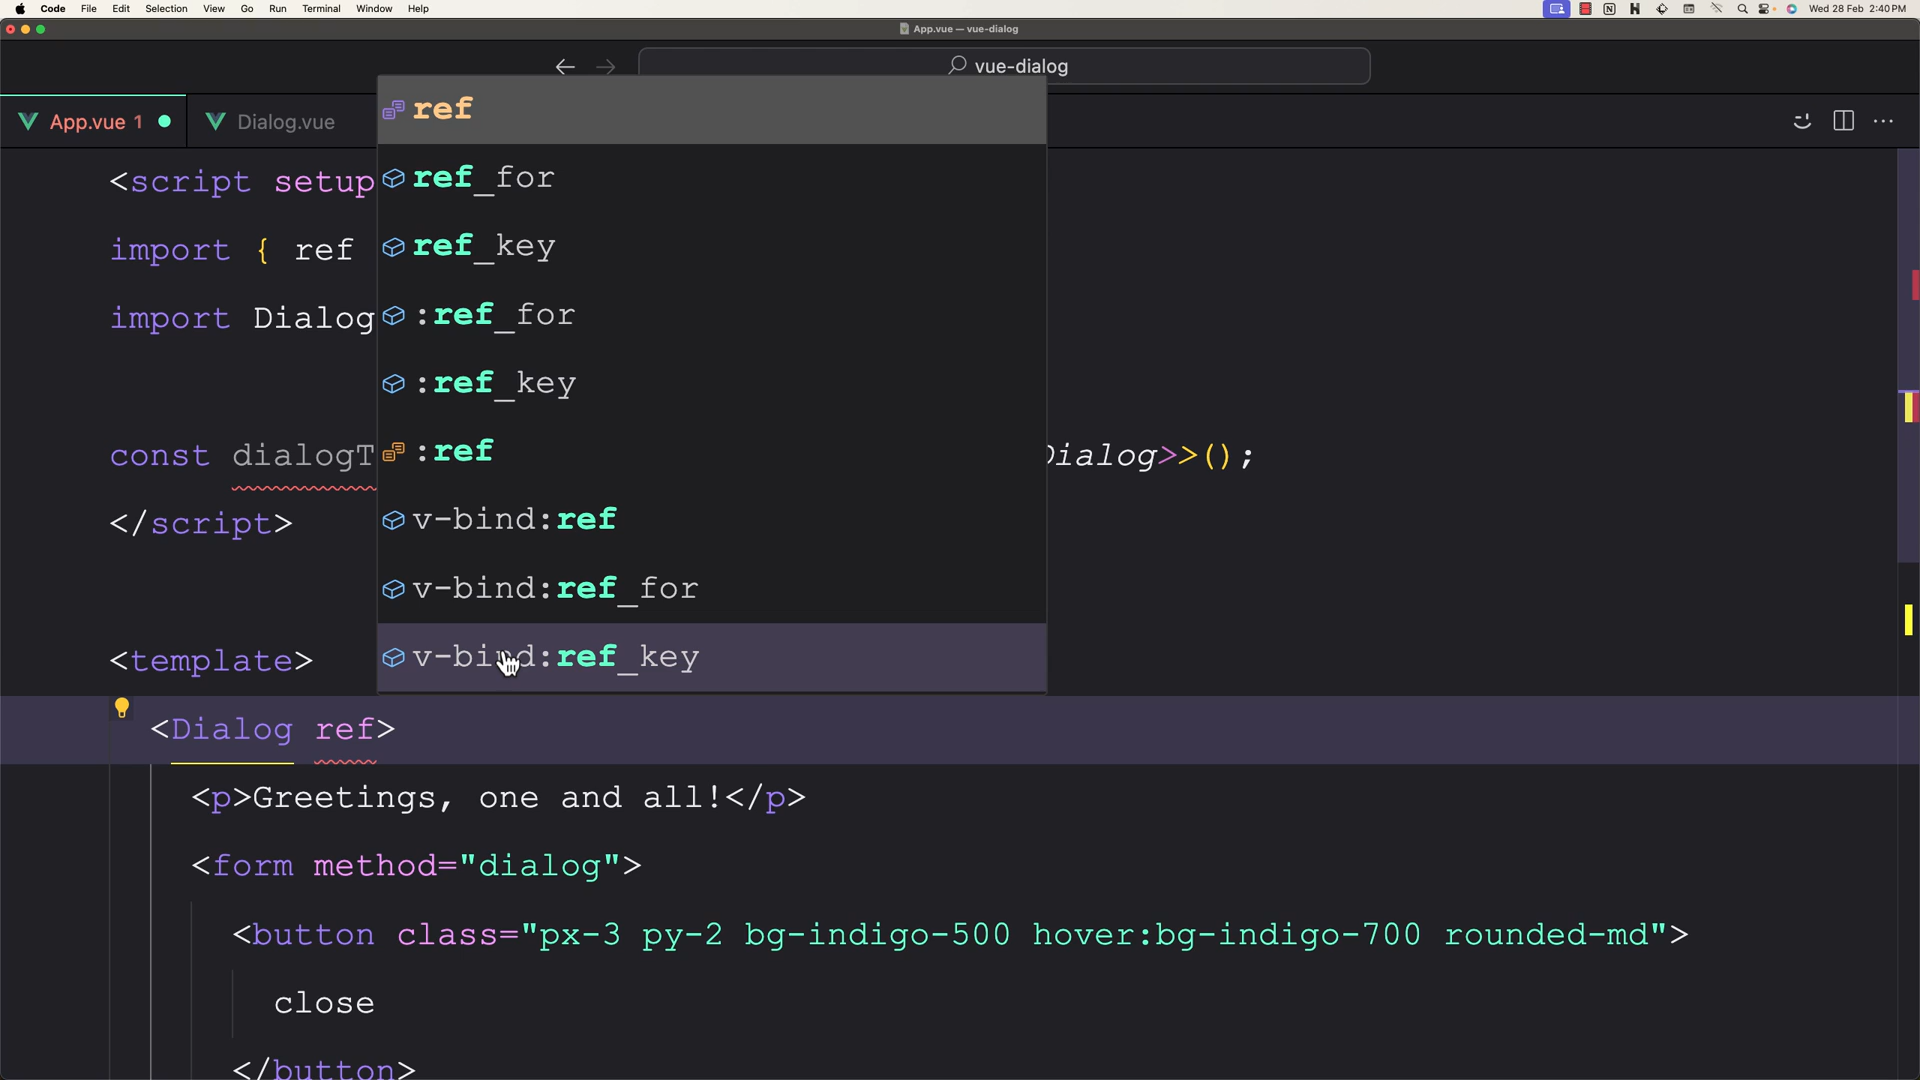 Code File Edit Selection View Go Run Terminal Window Help
Wed 28 Feb 2:40 PM
App.vue — vue-dialog
vue-dialog
App.vue 1
Dialog.vue
ref
ref_for
ref_key
:ref_for
:ref_key
:ref
v-bind:ref
v-bind:ref_for
v-bind:ref_key
<script setup
import { ref
import Dialog
const dialogT
Dialog>>();
</script>
<template>
<Dialog ref>
<p>Greetings, one and all!</p>
<form method="dialog">
<button class="px-3 py-2 bg-indigo-500 hover:bg-indigo-700 rounded-md">
close
</button>